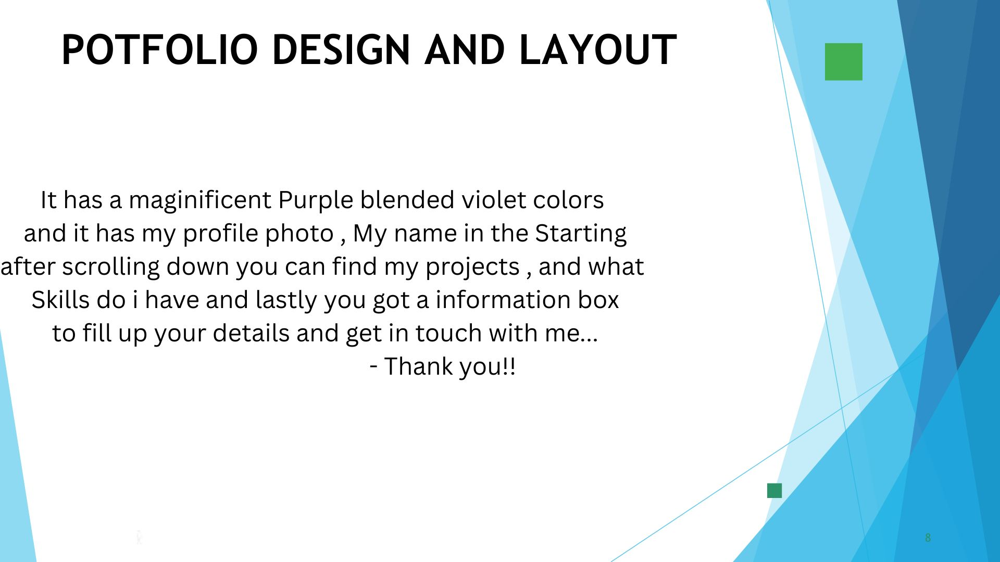 POTFOLIO DESIGN AND LAYOUT
It has a maginificent Purple blended violet colors
and it has my profile photo , My name in the Starting
after scrolling down you can find my projects , and what
Skills do i have and lastly you got a information box
to fill up your details and get in touch with me...
- Thank you!!
8